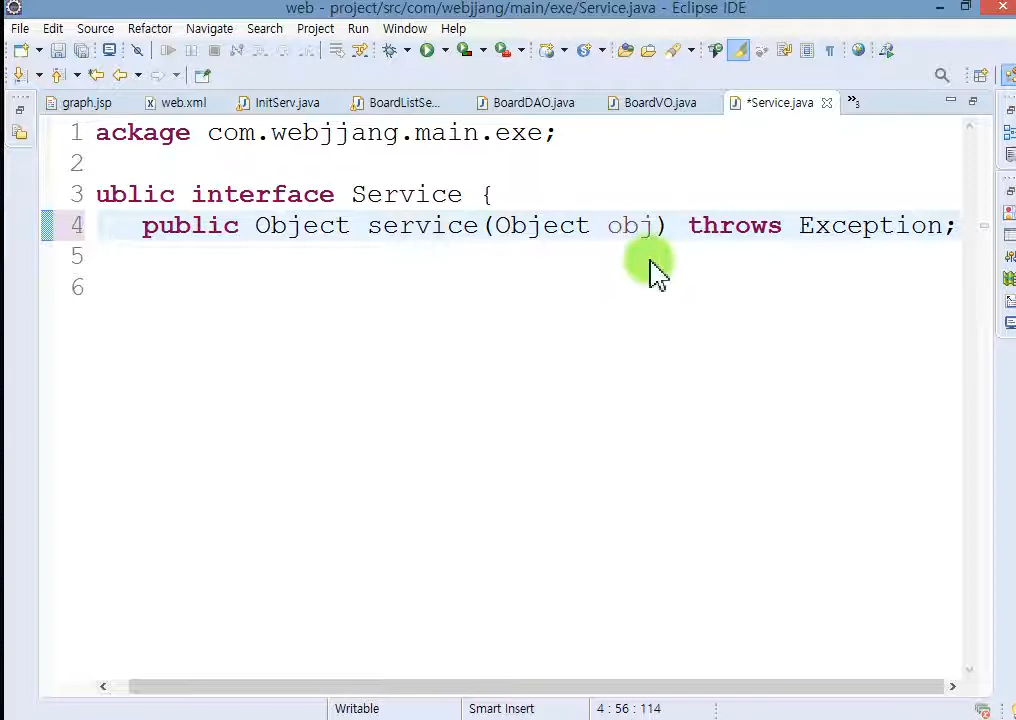 web - project/src/com/webjjang/main/exe/Service.java - Eclipse IDE
File Edit Source Refactor Navigate Search Project Run Window Help
graph.jsp web.xml InitServ.java BoardListSe... BoardDAO.java BoardVO.java *Service.java »3
1 ackage com.webjjang.main.exe;
2
3 ublic interface Service {
4 public Object service(Object obj) throws Exception;
5
6
Writable Smart Insert 4 : 56 : 114